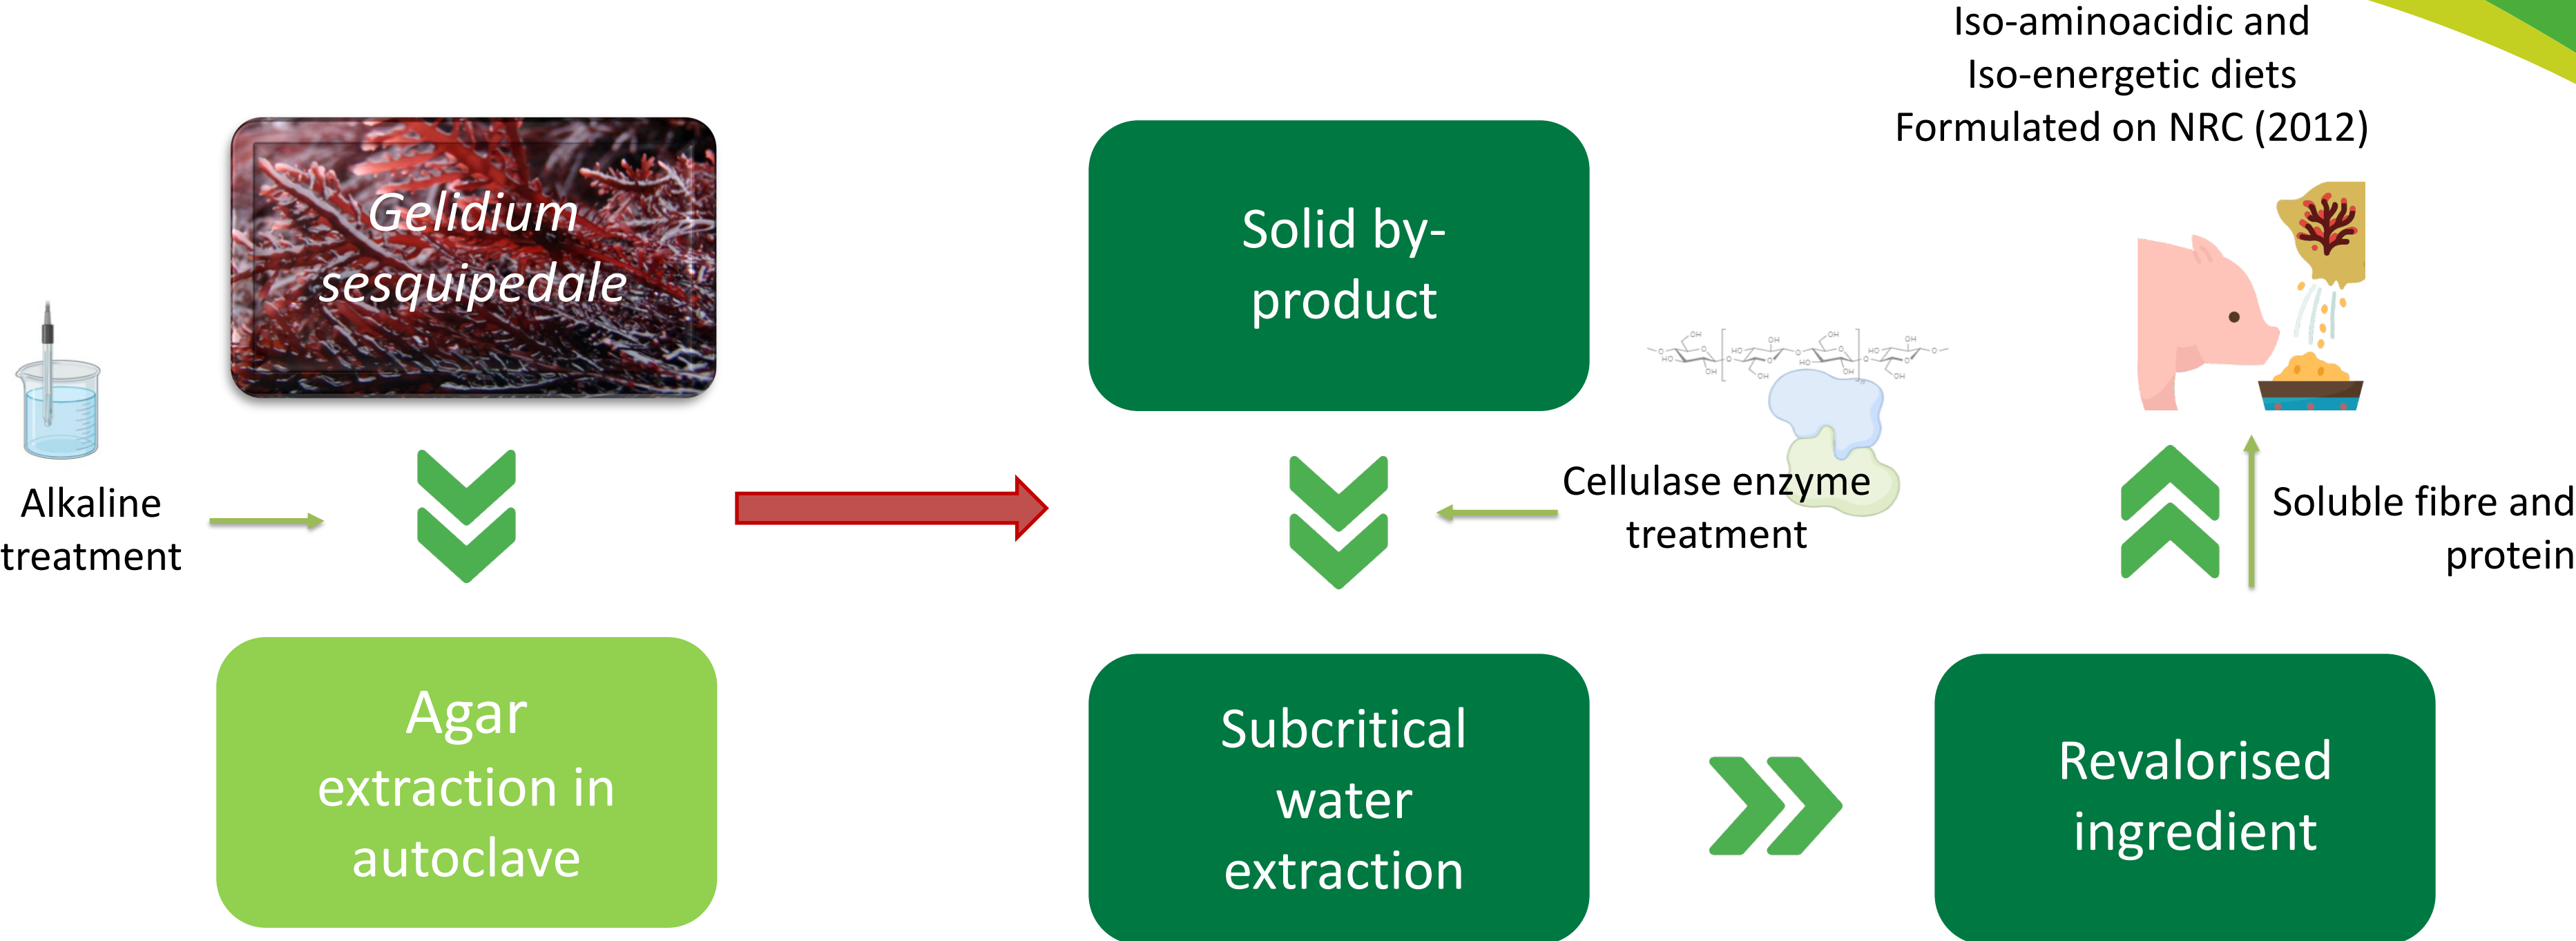 Iso-aminoacidic and
Iso-energetic diets
Formulated on NRC (2012)
Gelidium
sesquipedale
Solid by-
product
Alkaline
treatment
Cellulase enzyme
treatment
Soluble fibre and
protein
Agar
extraction in
autoclave
Subcritical
water
extraction
Revalorised
ingredient